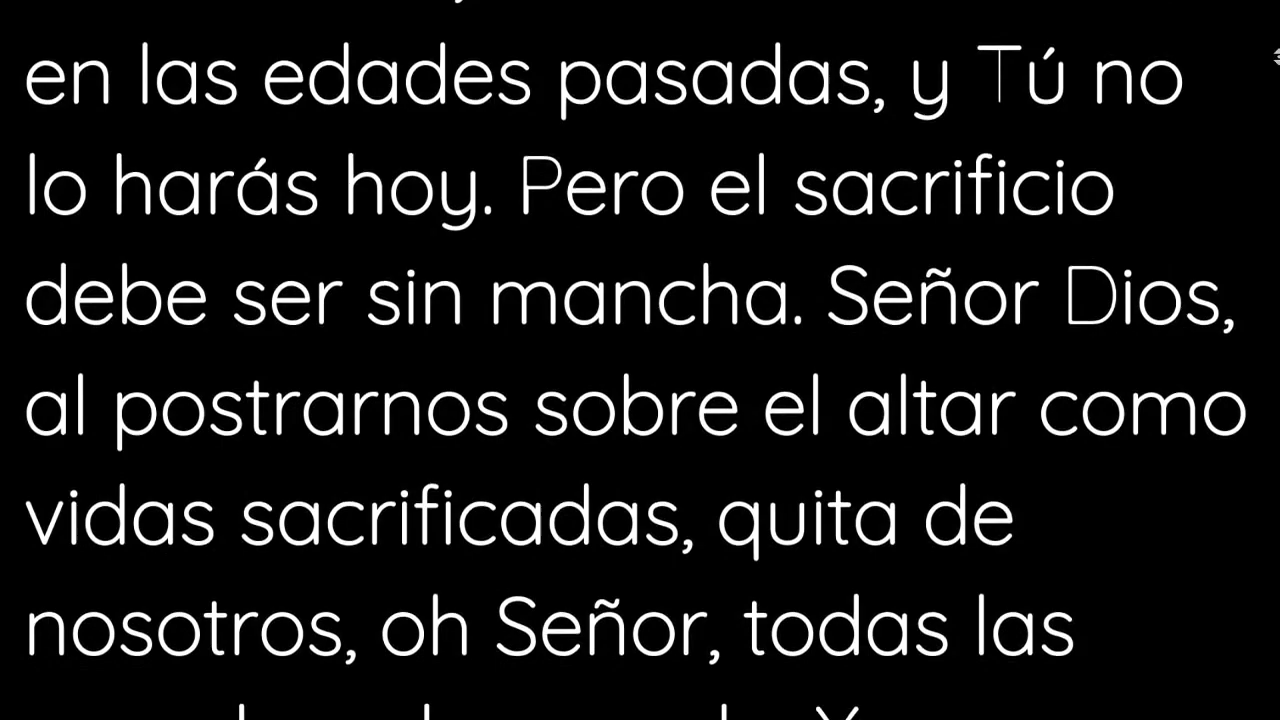 en las edades pasadas, y Tú no
lo harás hoy. Pero el sacrificio
debe ser sin mancha. Señor Dios,
al postrarnos sobre el altar como
vidas sacrificadas, quita de
nosotros, oh Señor, todas las